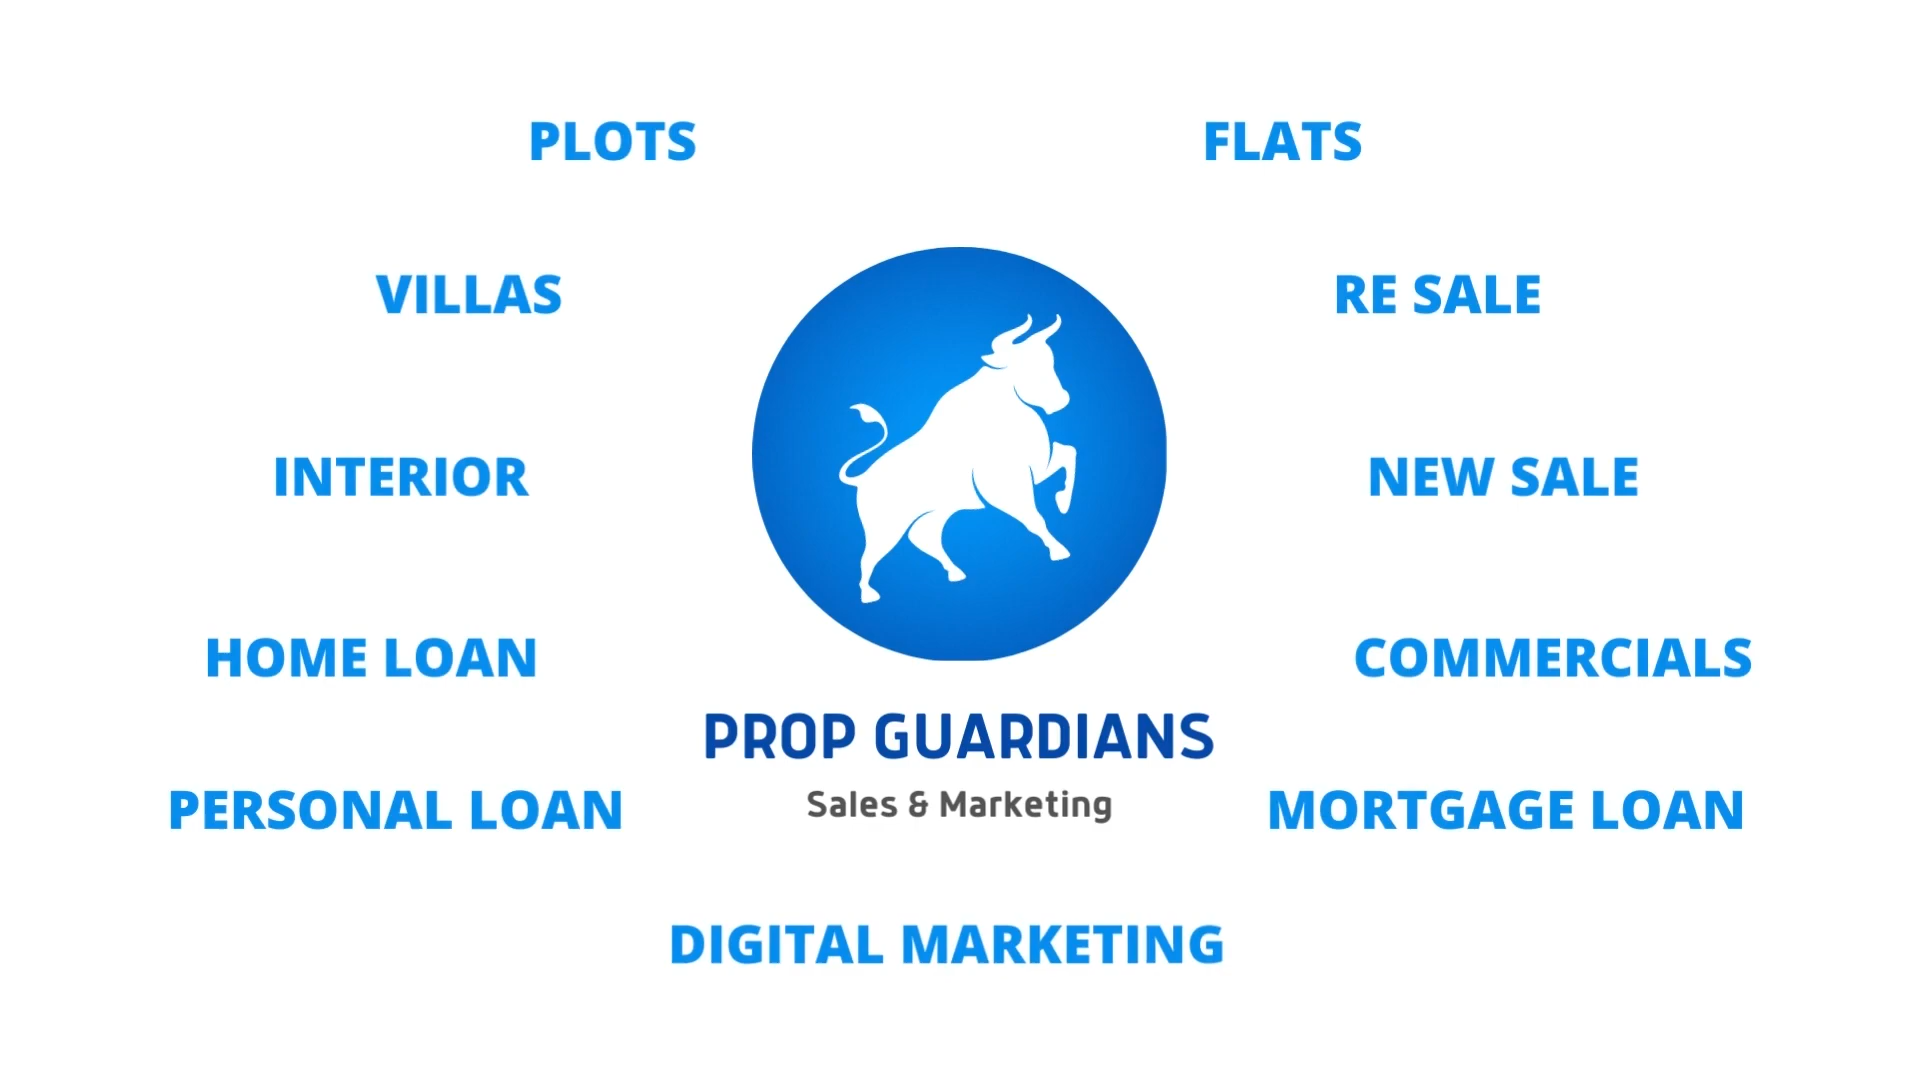 PLOTS
FLATS
VILLAS
RE SALE
INTERIOR
NEW SALE
HOME LOAN
COMMERCIALS
PROP GUARDIANS
Sales & Marketing
PERSONAL LOAN
MORTGAGE LOAN
DIGITAL MARKETING